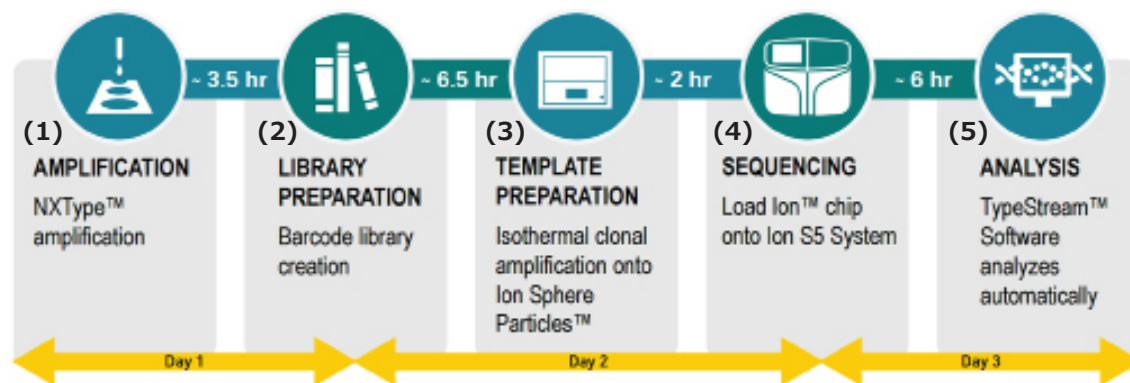 ~ 3.5 hr
~ 6.5 hr
~ 2 hr
~ 6 hr
(1)
AMPLIFICATION
NXType™
amplification
(2)
LIBRARY
PREPARATION
Barcode library
creation
(3)
TEMPLATE
PREPARATION
Isothermal clonal
amplification onto
Ion Sphere
Particles™
(4)
SEQUENCING
Load Ion™ chip
onto Ion S5 System
(5)
ANALYSIS
TypeStream™
Software
analyzes
automatically
Day 1
Day 2
Day 3